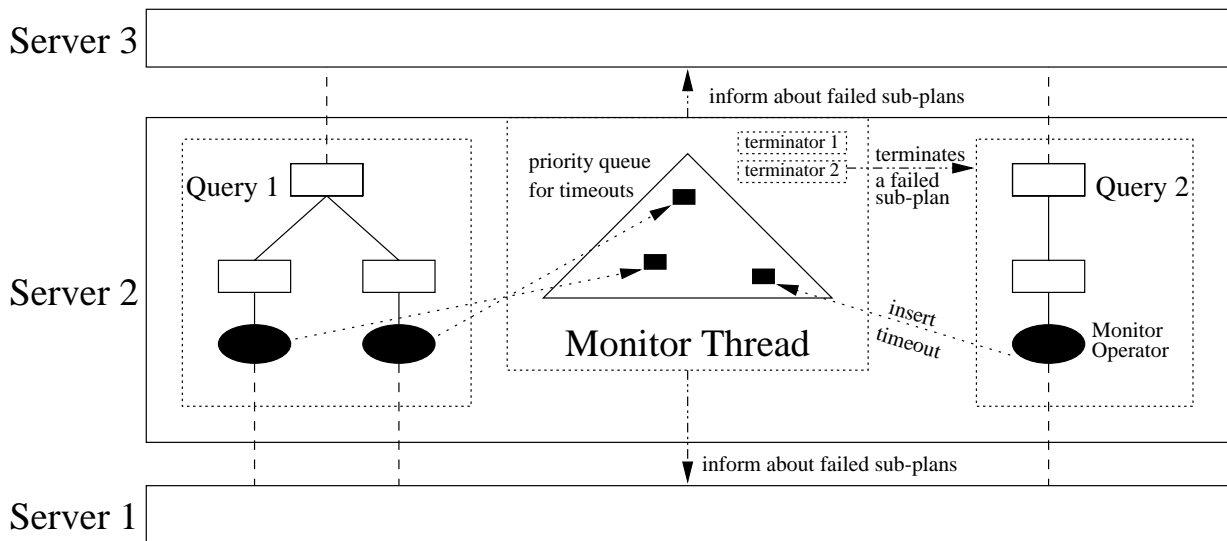 Server 3
inform about failed sub-plans
priority queue
for timeouts
terminator 1
terminator 2
terminates
a failed
sub-plan
Query 1
Query 2
Server 2
insert
timeout
Monitor
Operator
Monitor Thread
inform about failed sub-plans
Server 1